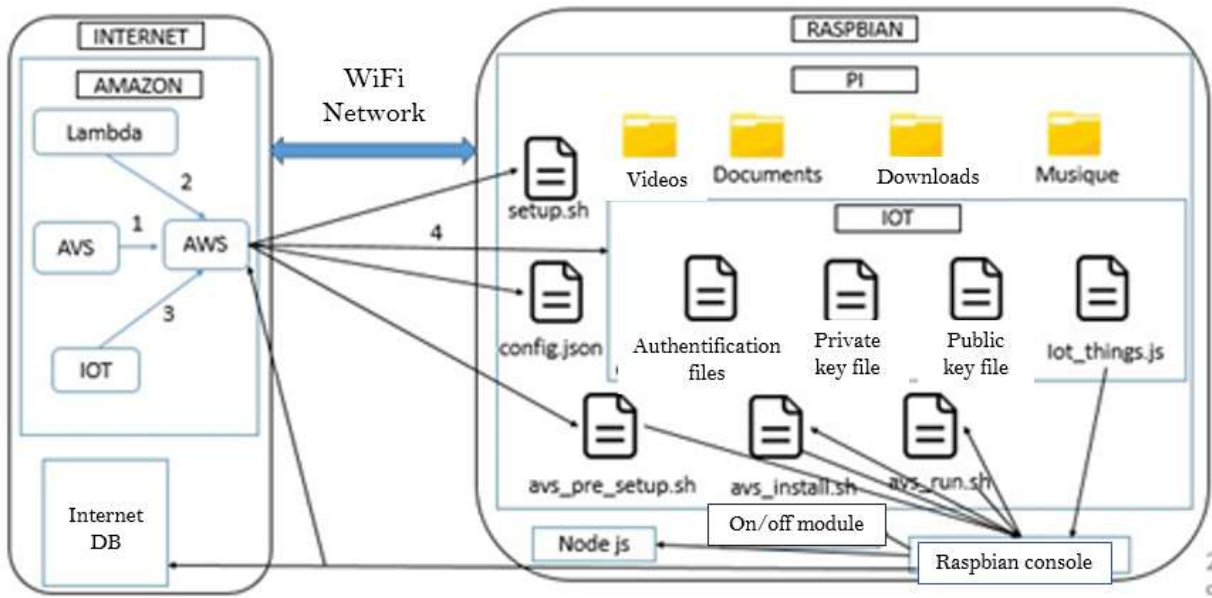 INTERNET
AMAZON
Lambda
2
1
AVS
AWS
3
IOT
Internet
DB
WiFi
Network
4
RASPBIAN
PI
setup.sh
Videos
Documents
Downloads
Musique
IOT
config.json
Authentification
files
Private
key file
Public
key file
Iot_things.js
avs_pre_setup.sh
avs_install.sh
avs_run.sh
On/off module
Node js
Raspbian console